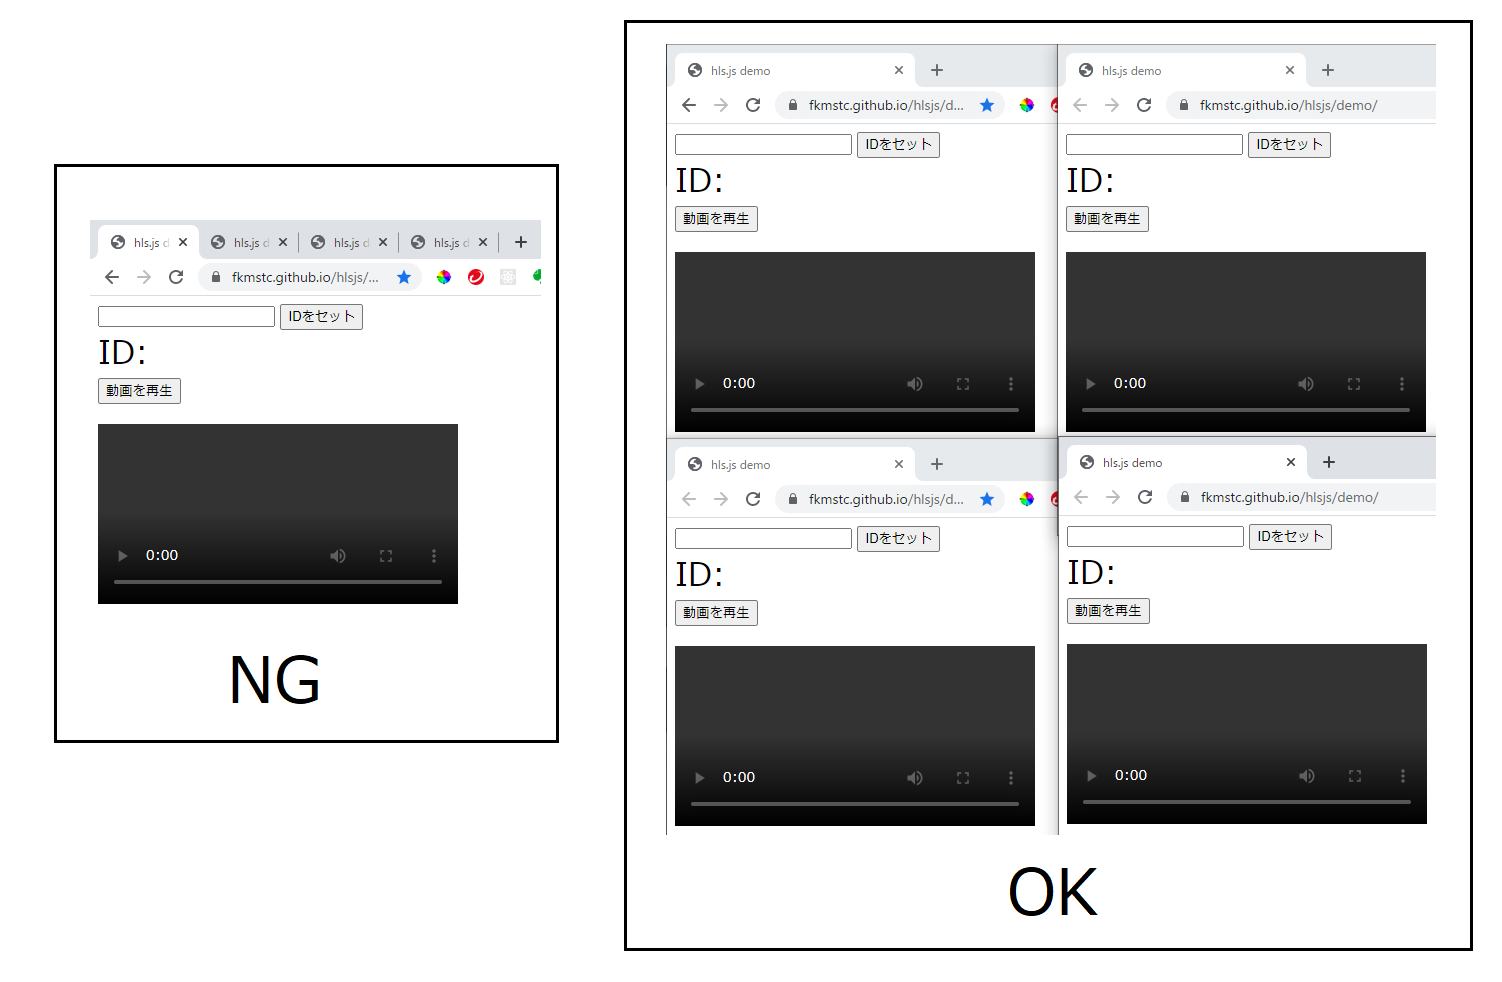 hls.js d
hls.js d
hls.js d
hls.js d
fkmstc.github.io/hlsjs/...
IDをセット
ID:
動画を再生
0:00
NG
hls.js demo
fkmstc.github.io/hlsjs/d...
IDをセット
ID:
動画を再生
0:00
hls.js demo
fkmstc.github.io/hlsjs/demo/
IDをセット
ID:
動画を再生
0:00
hls.js demo
fkmstc.github.io/hlsjs/d...
IDをセット
ID:
動画を再生
0:00
hls.js demo
fkmstc.github.io/hlsjs/demo/
IDをセット
ID:
動画を再生
0:00
OK